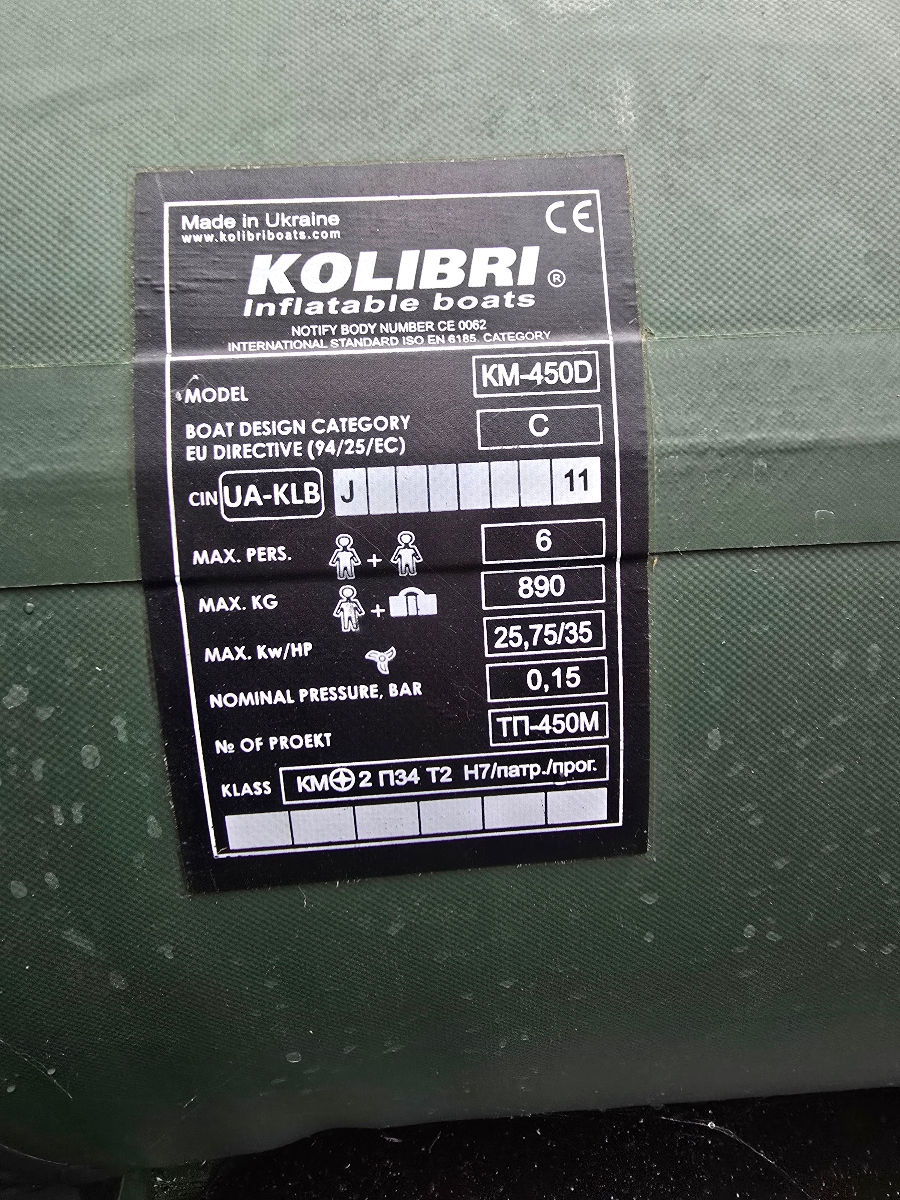 Made in Ukraine
www.kolibriboats.com
CE
KOLIBRI ®
Inflatable boats
NOTIFY BODY NUMBER CE 0062
INTERNATIONAL STANDARD ISO EN 6185. CATEGORY
MODEL KM-450D
BOAT DESIGN CATEGORY
EU DIRECTIVE (94/25/EC) C
CIN UA-KLB J 11
MAX. PERS. + 6
MAX. KG + 890
MAX. Kw/HP 25,75/35
NOMINAL PRESSURE, BAR 0,15
№ OF PROEKT ТП-450М
KLASS КМ 2 П34 Т2 Н7/патр./прог.